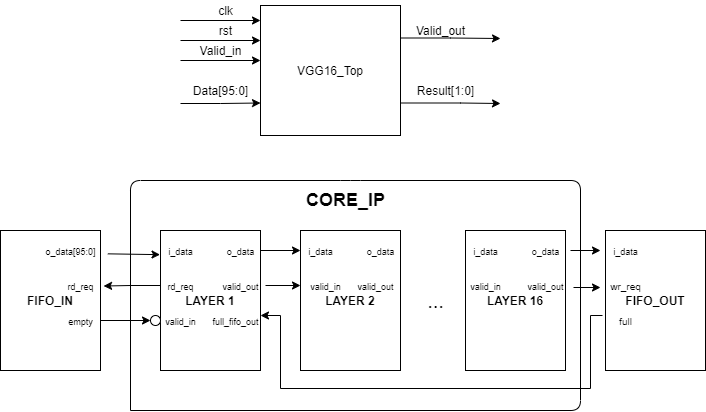 clk
rst
Valid_in
Data[95:0]
VGG16_Top
Valid_out
Result[1:0]
CORE_IP
o_data[95:0]
rd_req
FIFO_IN
empty
i_data
o_data
rd_req
valid_out
LAYER 1
valid_in
full_fifo_out
i_data
o_data
valid_in
valid_out
LAYER 2
...
i_data
o_data
valid_in
valid_out
LAYER 16
i_data
wr_req
FIFO_OUT
full